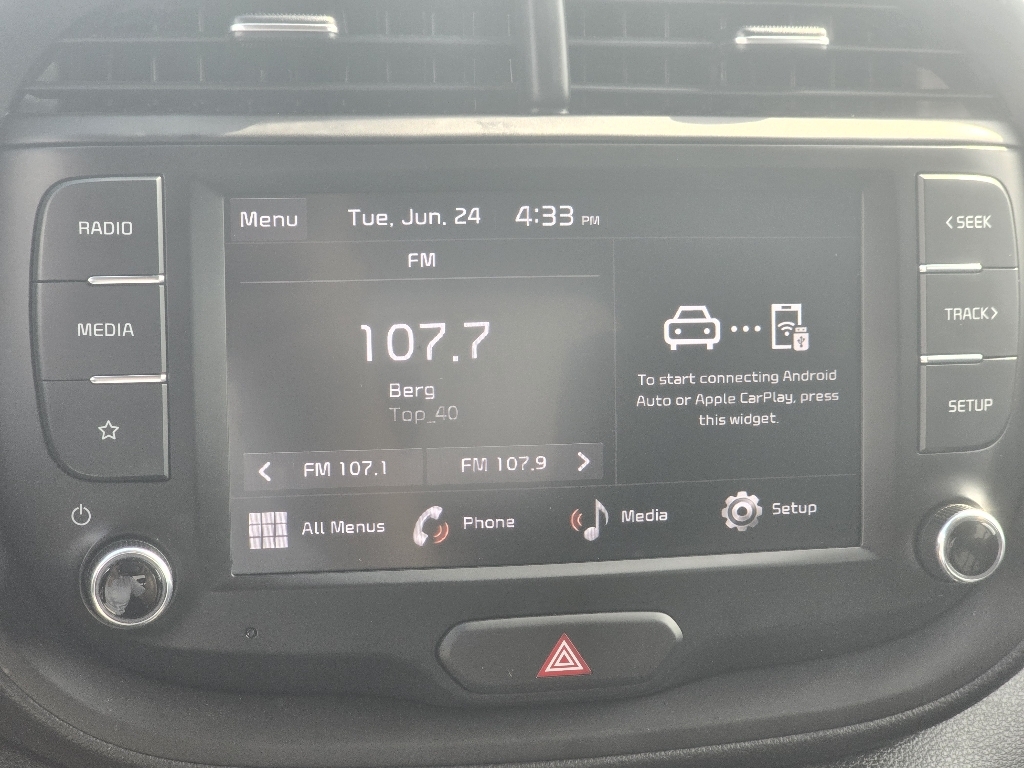 RADIO
MEDIA
Menu
Tue, Jun. 24
4:33 PM
FM
107.7
Berg
Top_40
< FM 107.1
FM 107.9 >
To start connecting Android
Auto or Apple CarPlay, press
this widget.
All Menus
Phone
Media
Setup
< SEEK
TRACK >
SETUP